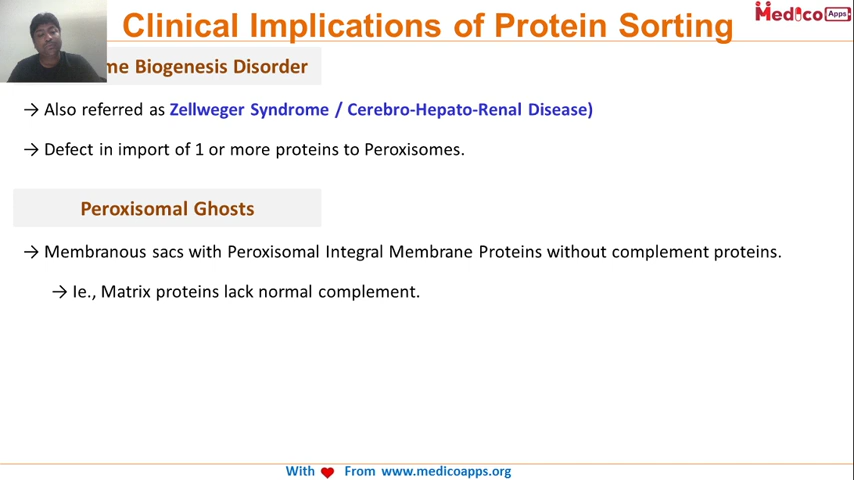 Clinical Implications of Protein Sorting
Medico Apps
me Biogenesis Disorder
→ Also referred as Zellweger Syndrome / Cerebro-Hepato-Renal Disease)
→ Defect in import of 1 or more proteins to Peroxisomes.
Peroxisomal Ghosts
→ Membranous sacs with Peroxisomal Integral Membrane Proteins without complement proteins.
→ Ie., Matrix proteins lack normal complement.
With ❤ From www.medicoapps.org